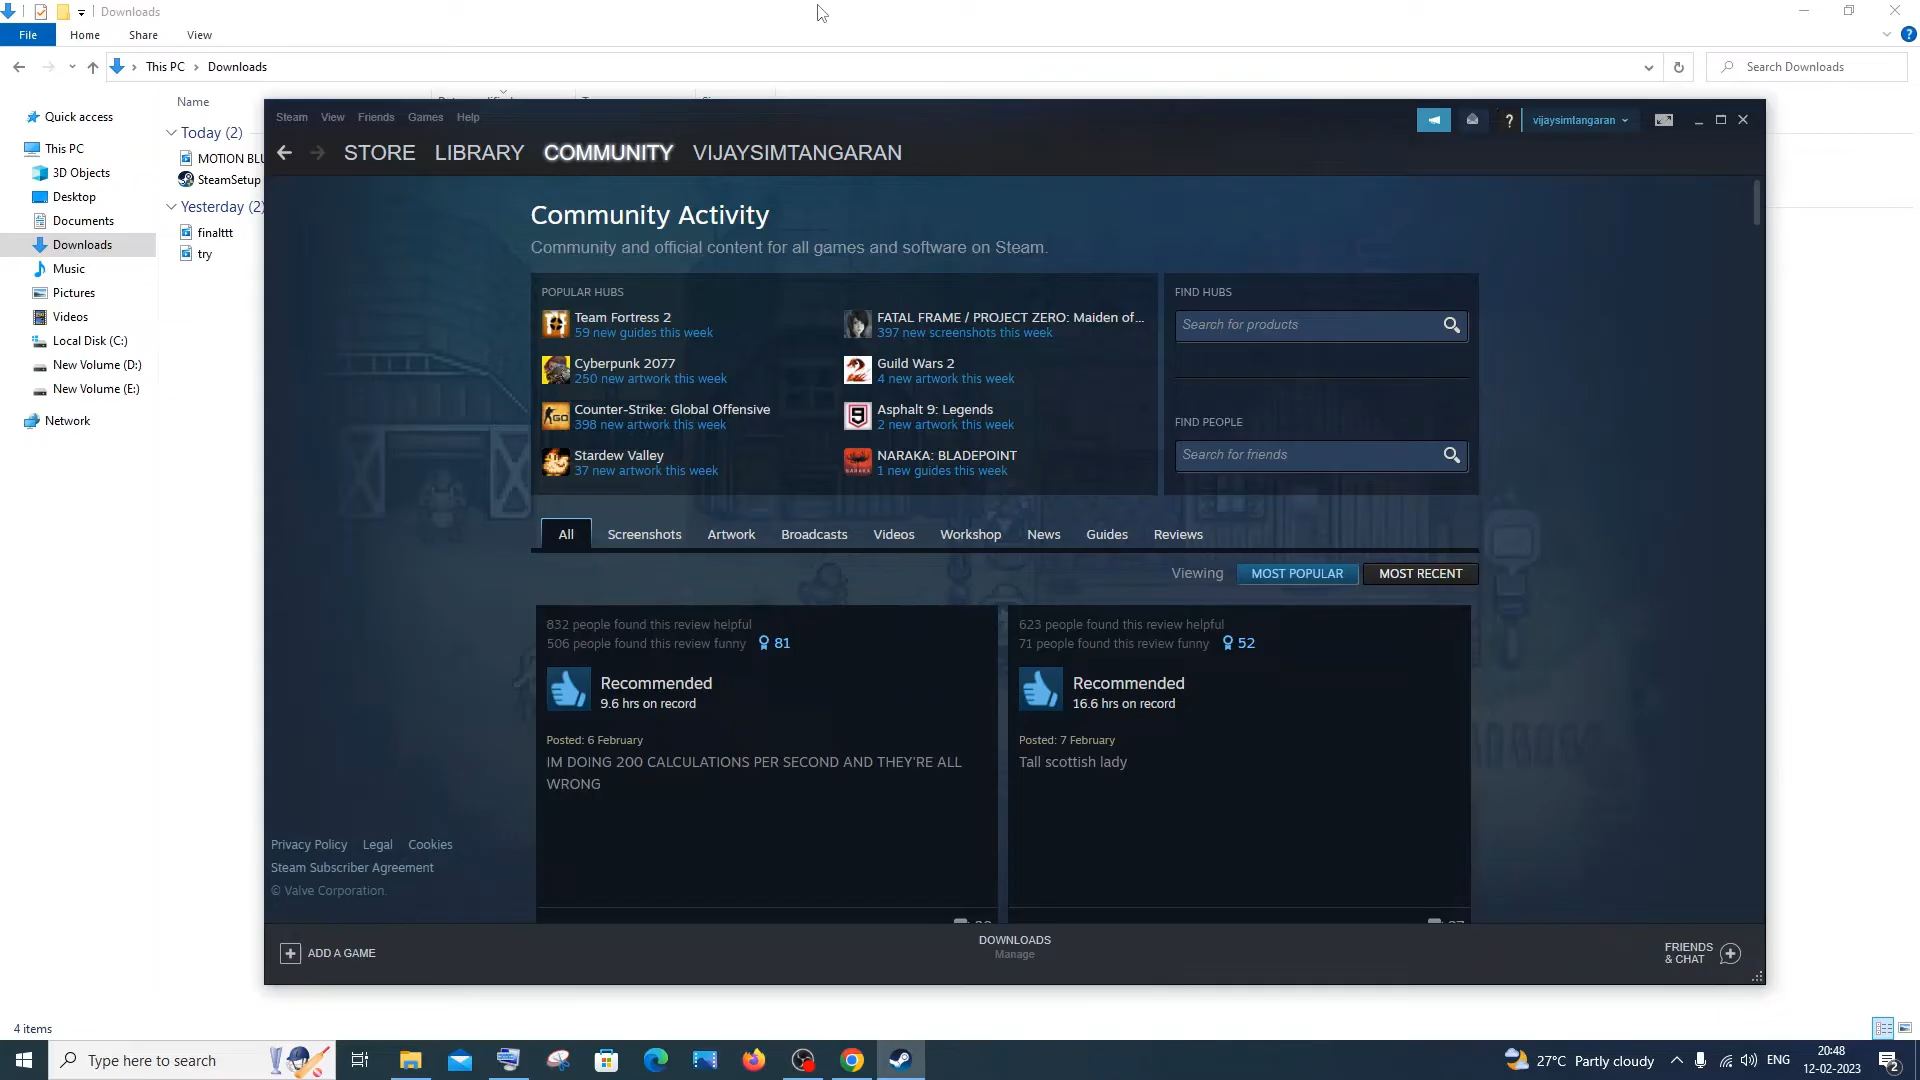 Downloads
File Home Share View
This PC > Downloads
Search Downloads
Name
Quick access
This PC
3D Objects
Desktop
Documents
Downloads
Music
Pictures
Videos
Local Disk (C:)
New Volume (D:)
New Volume (E:)
Network
Today (2)
MOTION BLU
SteamSetup
Yesterday (2)
finalttt
try
Steam View Friends Games Help
vijaysimtangaran
STORE LIBRARY COMMUNITY VIJAYSIMTANGARAN
Community Activity
Community and official content for all games and software on Steam.
POPULAR HUBS
Team Fortress 2
59 new guides this week
FATAL FRAME / PROJECT ZERO: Maiden of...
397 new screenshots this week
Cyberpunk 2077
250 new artwork this week
Guild Wars 2
4 new artwork this week
Counter-Strike: Global Offensive
398 new artwork this week
Asphalt 9: Legends
2 new artwork this week
Stardew Valley
37 new artwork this week
NARAKA: BLADEPOINT
1 new guides this week
FIND HUBS
Search for products
FIND PEOPLE
Search for friends
All Screenshots Artwork Broadcasts Videos Workshop News Guides Reviews
Viewing MOST POPULAR MOST RECENT
832 people found this review helpful
506 people found this review funny 81
Recommended
9.6 hrs on record
Posted: 6 February
IM DOING 200 CALCULATIONS PER SECOND AND THEY'RE ALL
WRONG
623 people found this review helpful
71 people found this review funny 52
Recommended
16.6 hrs on record
Posted: 7 February
Tall scottish lady
Privacy Policy Legal Cookies
Steam Subscriber Agreement
© Valve Corporation.
ADD A GAME
DOWNLOADS
Manage
FRIENDS
& CHAT
4 items
Type here to search
27°C Partly cloudy
ENG
20:48
12-02-2023
2